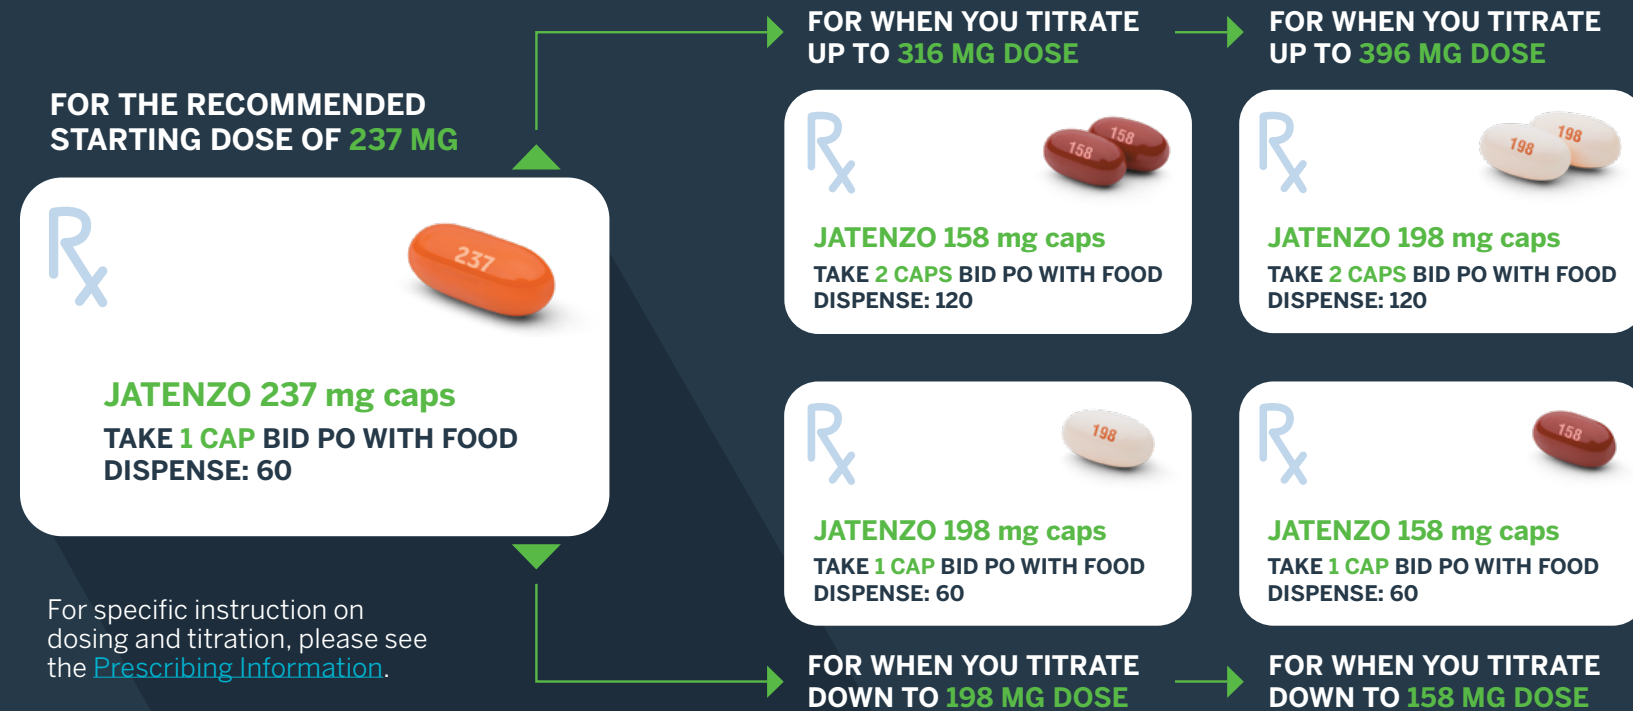 FOR THE RECOMMENDED
STARTING DOSE OF 237 MG
Rx
237
JATENZO 237 mg caps
TAKE 1 CAP BID PO WITH FOOD
DISPENSE: 60
For specific instruction on
dosing and titration, please see
the Prescribing Information.
FOR WHEN YOU TITRATE
UP TO 316 MG DOSE
Rx
158
158
JATENZO 158 mg caps
TAKE 2 CAPS BID PO WITH FOOD
DISPENSE: 120
FOR WHEN YOU TITRATE
UP TO 396 MG DOSE
Rx
198
198
JATENZO 198 mg caps
TAKE 2 CAPS BID PO WITH FOOD
DISPENSE: 120
Rx
198
JATENZO 198 mg caps
TAKE 1 CAP BID PO WITH FOOD
DISPENSE: 60
FOR WHEN YOU TITRATE
DOWN TO 198 MG DOSE
Rx
158
JATENZO 158 mg caps
TAKE 1 CAP BID PO WITH FOOD
DISPENSE: 60
FOR WHEN YOU TITRATE
DOWN TO 158 MG DOSE